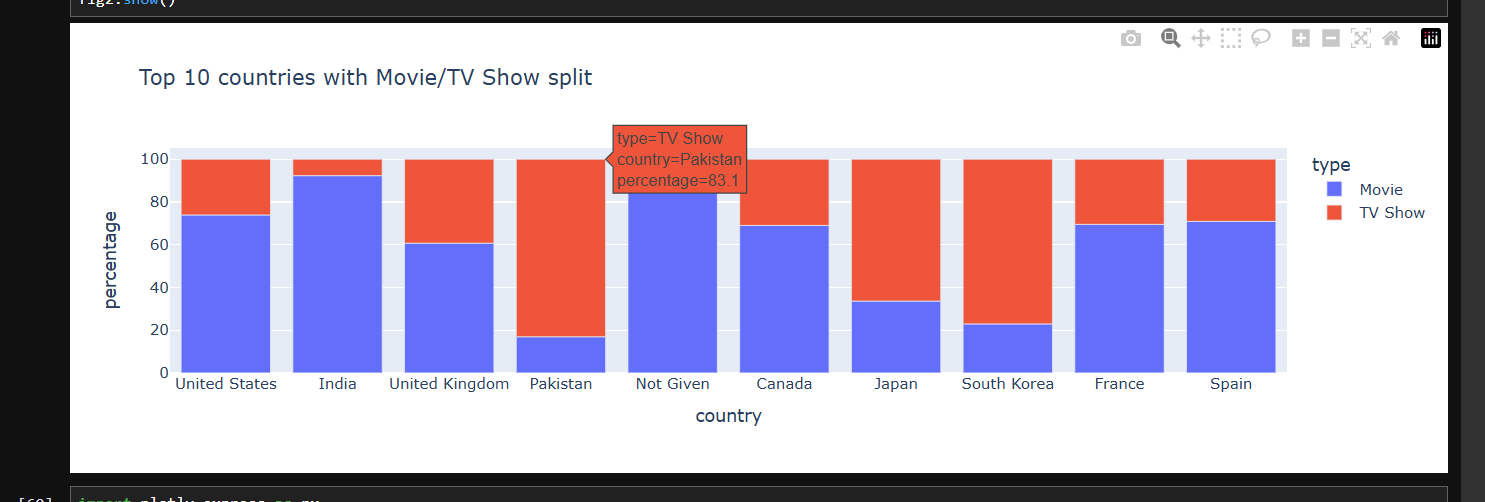 fig2.show()
Top 10 countries with Movie/TV Show split
type=TV Show
country=Pakistan
percentage=83.1
type
Movie
TV Show
percentage
100
80
60
40
20
0
United States India United Kingdom Pakistan Not Given Canada Japan South Korea France Spain
country
import plotly.express as px